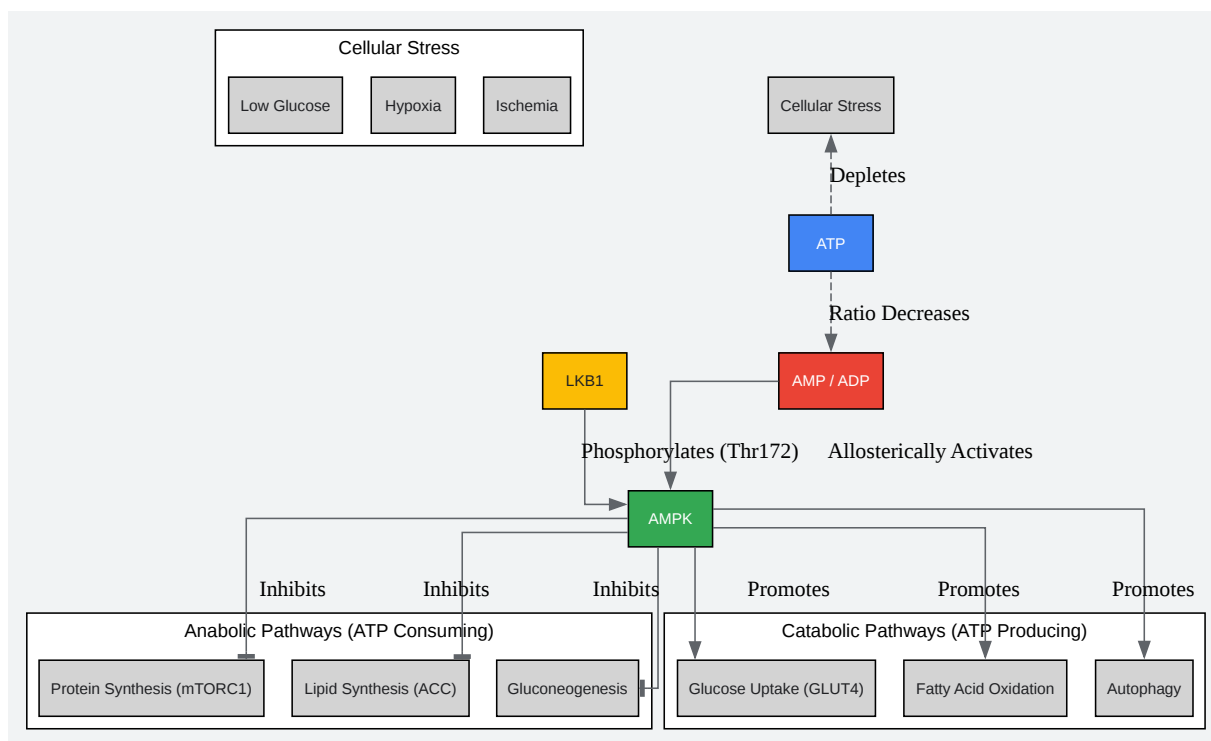 Cellular Stress
Low Glucose
Hypoxia
Ischemia
Cellular Stress
Depletes
ATP
Ratio Decreases
LKB1
AMP / ADP
Phosphorylates (Thr172)
Allosterically Activates
AMPK
Inhibits
Inhibits
Inhibits
Promotes
Promotes
Promotes
Anabolic Pathways (ATP Consuming)
Protein Synthesis (mTORC1)
Lipid Synthesis (ACC)
Gluconeogenesis
Catabolic Pathways (ATP Producing)
Glucose Uptake (GLUT4)
Fatty Acid Oxidation
Autophagy